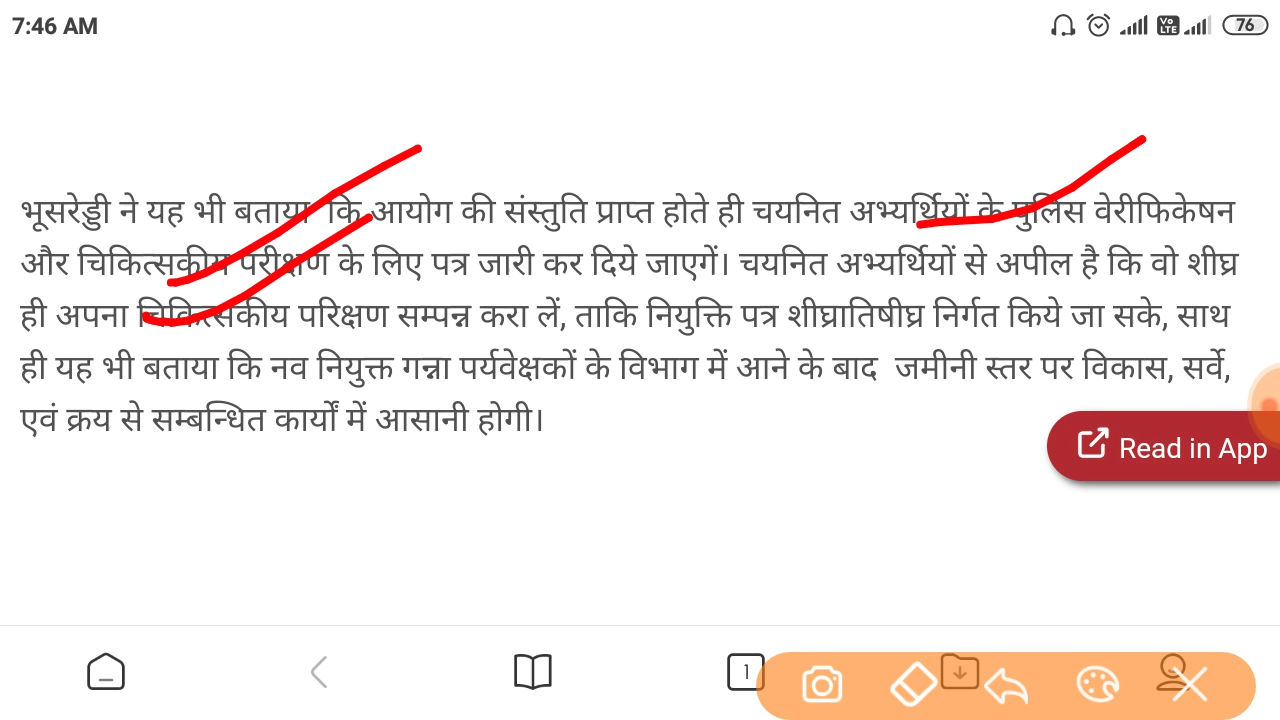 7:46 AM
Vo LTE
76
भूसरेड्डी ने यह भी बताया कि आयोग की संस्तुति प्राप्त होते ही चयनित अभ्यर्थियों के पुलिस वेरीफिकेषन
और चिकित्सकीय परीक्षण के लिए पत्र जारी कर दिये जाएगें। चयनित अभ्यर्थियों से अपील है कि वो शीघ्र
ही अपना चिकित्सकीय परिक्षण सम्पन्न करा लें, ताकि नियुक्ति पत्र शीघ्रातिषीघ्र निर्गत किये जा सके, साथ
ही यह भी बताया कि नव नियुक्त गन्ना पर्यवेक्षकों के विभाग में आने के बाद जमीनी स्तर पर विकास, सर्वे,
एवं क्रय से सम्बन्धित कार्यों में आसानी होगी।
Read in App
1